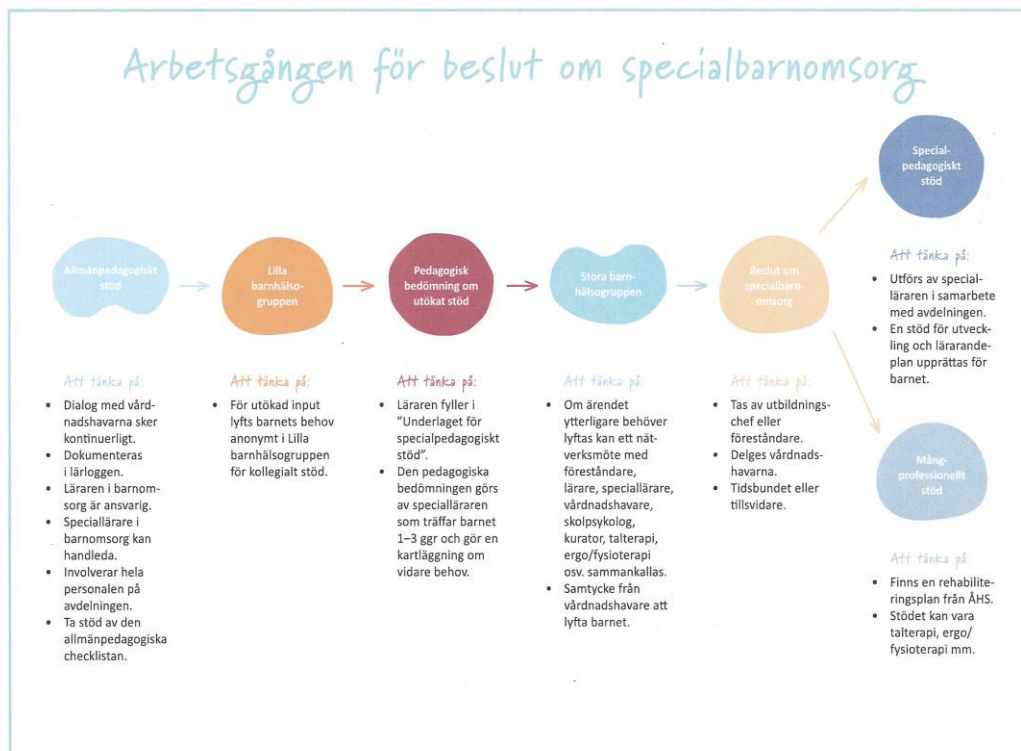 Arbetsgången för beslut om specialbarnomsorg
Allmänpedagogiskt
stöd
Att tänka på:
• Dialog med vård-
nadshavarna sker
kontinuerligt.
• Dokumenteras
i lärloggen.
• Läraren i barnom-
sorg är ansvarig.
• Speciallärare i
barnomsorg kan
handleda.
• Involverar hela
personalen på
avdelningen.
• Ta stöd av den
allmänpedagogiska
checklistan.
Lilla
barnhälso-
gruppen
Att tänka på:
• För utökad input
lyfts barnets behov
anonymt i Lilla
barnhälsogruppen
för kollegialt stöd.
Pedagogisk
bedömning om
utökat stöd
Att tänka på:
• Läraren fyller i
”Underlaget för
specialpedagogiskt
stöd”.
• Den pedagogiska
bedömningen görs
av specialläraren
som träffar barnet
1–3 ggr och gör en
kartläggning om
vidare behov.
Stora barn-
hälsogruppen
Att tänka på:
• Om ärendet
ytterligare behöver
lyftas kan ett nät-
verksmöte med
föreståndare,
lärare, speciallärare,
vårdnadshavare,
skolpsykolog,
kurator, talterapi,
ergo/fysioterapi
osv. sammankallas.
• Samtycke från
vårdnadshavare att
lyfta barnet.
Beslut om
specialbarn-
omsorg
Att tänka på:
• Tas av utbildnings-
chef eller
föreståndare.
• Delges vårdnads-
havarna.
• Tidsbundet eller
tillsvidare.
Special-
pedagogiskt
stöd
Att tänka på:
• Utförs av special-
läraren i samarbete
med avdelningen.
• En stöd för utveck-
ling och lärarande-
plan upprättas för
barnet.
Mång-
professionellt
stöd
Att tänka på:
• Finns en rehabilite-
ringsplan från ÅHS.
• Stödet kan vara
talterapi, ergo/
fysioterapi mm.